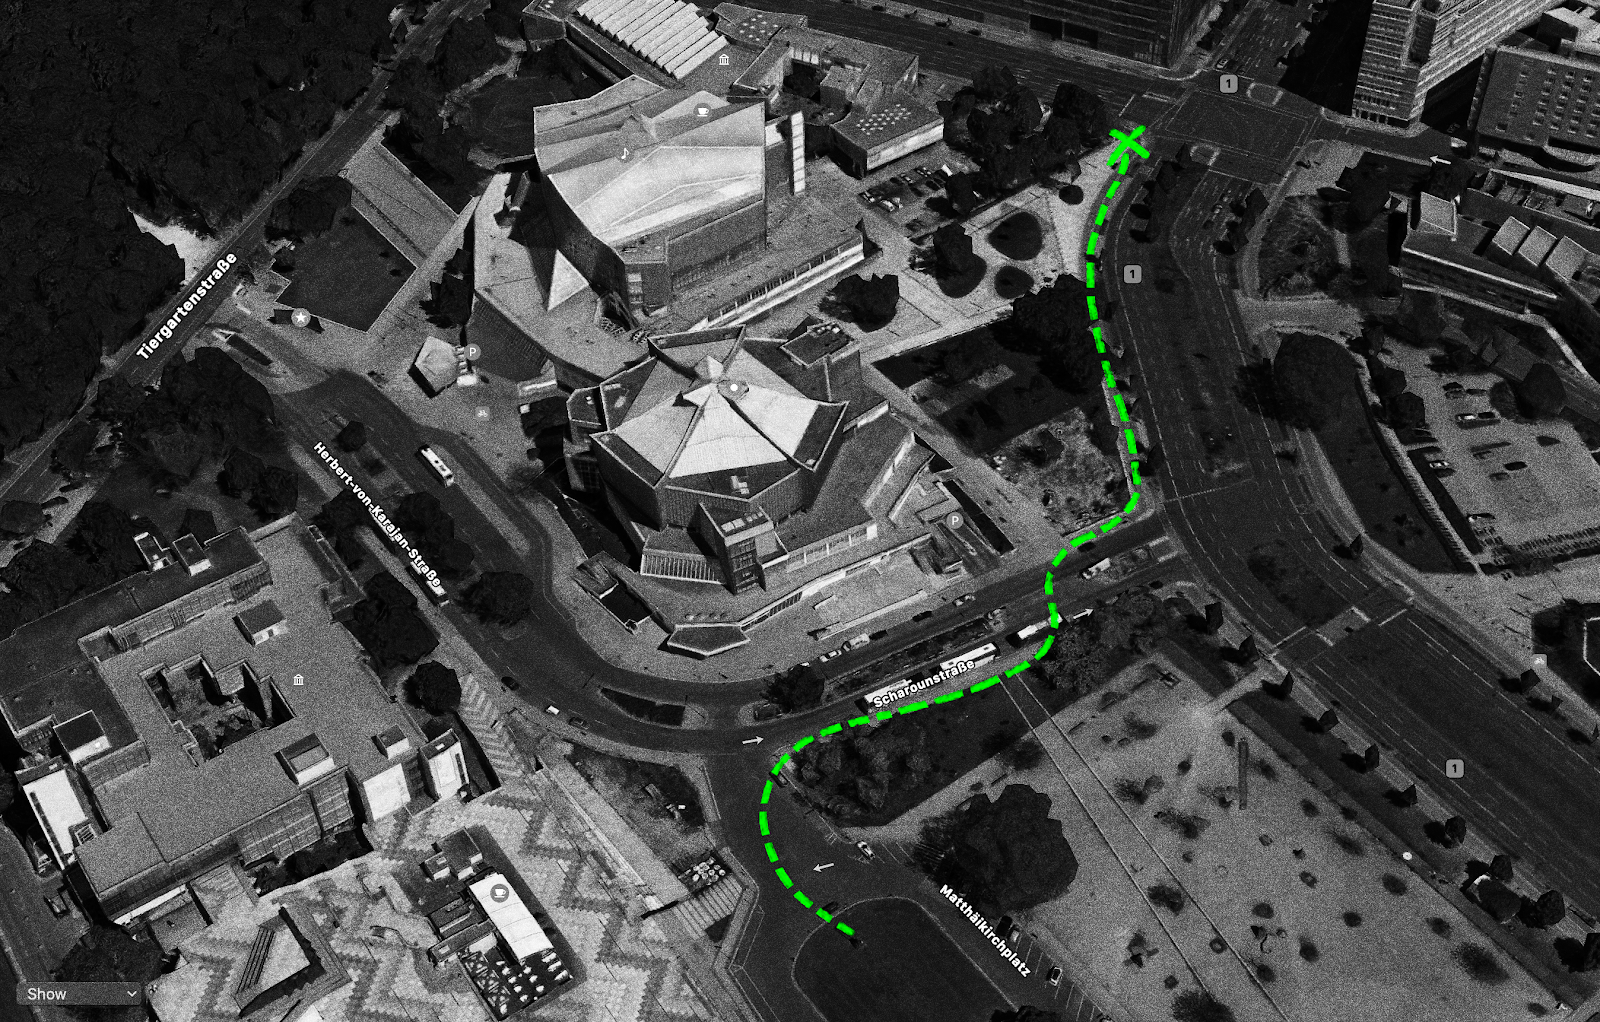 1
Tiergartenstraße
1
P
Herbert-von-Karajan-Straße
P
Scharounstraße
1
Matthäikirchplatz
Show